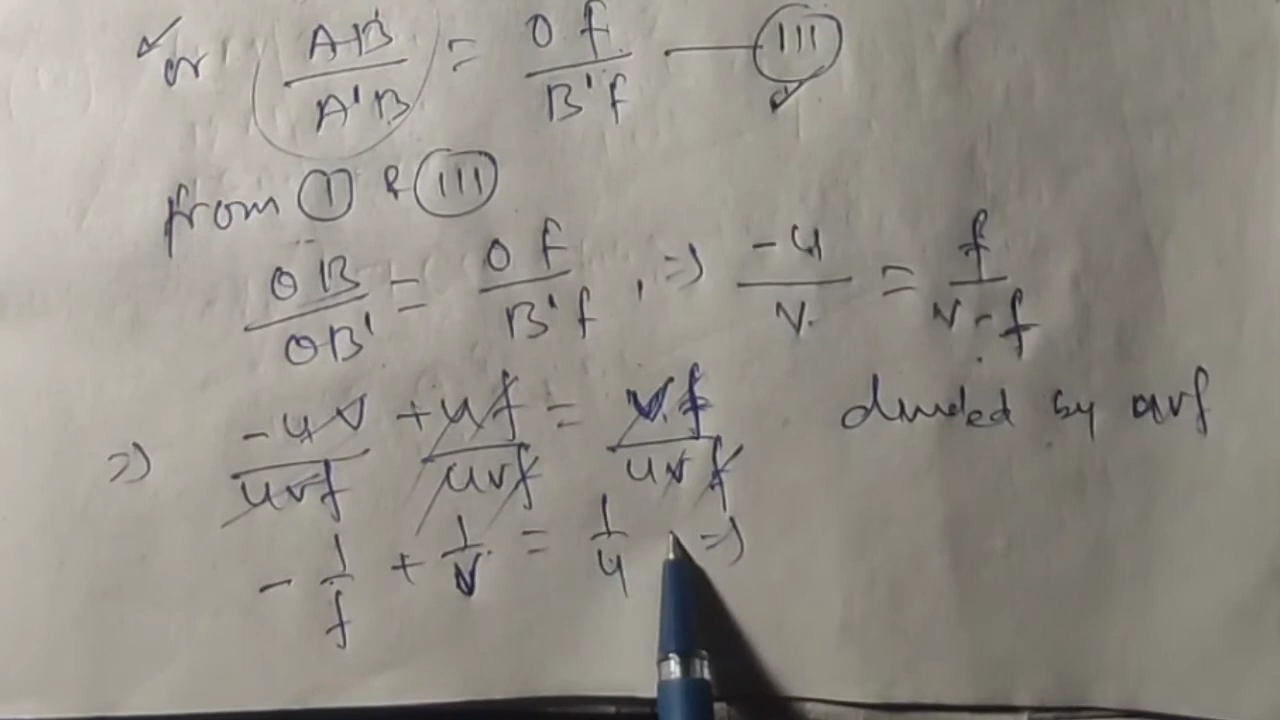 or AB/A'B = Of/B'f — III
from I & III
OB/OB' = Of/B'f , => -u/v = f/v-f
=> -uv/uvf + uf/uvf = vf/uvf divided by uvf
- 1/f + 1/v = 1/u =>